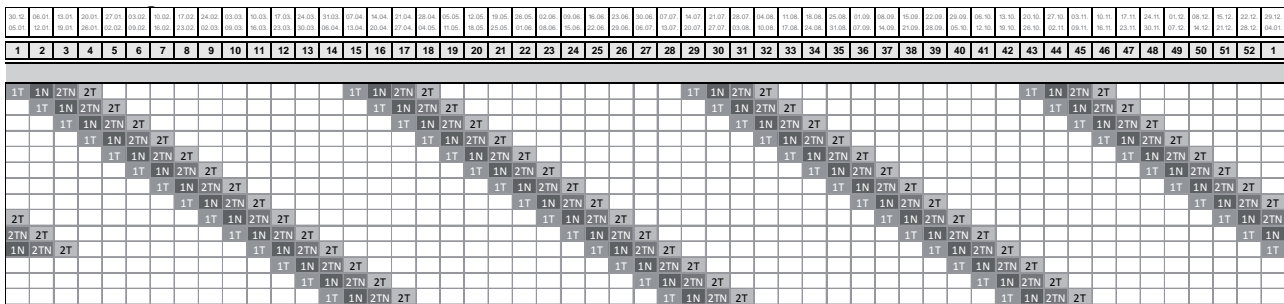 30.12. 06.01 13.01. 20.01. 27.01 03.02. 10.02. 17.02. 24.02. 03.03. 10.03. 17.03. 24.03. 31.03. 07.04 14.04. 21.04. 28.04. 05.05. 12.05. 19.05. 26.05. 02.06. 09.06. 16.06. 23.06. 30.06. 07.07. 14.07. 21.07. 28.07. 04.08. 11.08. 18.08. 25.08. 01.09. 08.09. 15.09. 22.09. 29.09. 06.10. 13.10. 20.10. 27.10. 03.11. 10.11. 17.11. 24.11. 01.12. 08.12. 15.12. 22.12. 29.12.
05.01. 12.01. 19.01. 26.01. 02.02. 09.02. 16.02. 23.02. 02.03. 09.03. 16.03. 23.03. 30.03. 06.04. 13.04. 20.04. 27.04. 04.05. 11.05. 18.05. 25.05. 01.06. 08.06. 15.06. 22.06. 29.06. 06.07. 13.07. 20.07. 27.07. 03.08. 10.08. 17.08. 24.08. 31.08. 07.09. 14.09. 21.09. 28.09. 05.10. 12.10. 19.10. 26.10. 02.11. 09.11. 16.11. 23.11. 30.11. 07.12. 14.12. 21.12. 28.12. 04.01.
1 2 3 4 5 6 7 8 9 10 11 12 13 14 15 16 17 18 19 20 21 22 23 24 25 26 27 28 29 30 31 32 33 34 35 36 37 38 39 40 41 42 43 44 45 46 47 48 49 50 51 52 1
1T 1N 2TN 2T 1T 1N 2TN 2T 1T 1N 2TN 2T 1T 1N 2TN 2T
1T 1N 2TN 2T 1T 1N 2TN 2T 1T 1N 2TN 2T 1T 1N 2TN 2T
1T 1N 2TN 2T 1T 1N 2TN 2T 1T 1N 2TN 2T 1T 1N 2TN 2T
1T 1N 2TN 2T 1T 1N 2TN 2T 1T 1N 2TN 2T 1T 1N 2TN 2T
1T 1N 2TN 2T 1T 1N 2TN 2T 1T 1N 2TN 2T 1T 1N 2TN 2T
1T 1N 2TN 2T 1T 1N 2TN 2T 1T 1N 2TN 2T 1T 1N 2TN 2T
1T 1N 2TN 2T 1T 1N 2TN 2T 1T 1N 2TN 2T 1T 1N 2TN 2T
1T 1N 2TN 2T 1T 1N 2TN 2T 1T 1N 2TN 2T 1T 1N 2TN 2T
2T 1T 1N 2TN 2T 1T 1N 2TN 2T 1T 1N 2TN 2T 1T 1N 2TN
2TN 2T 1T 1N 2TN 2T 1T 1N 2TN 2T 1T 1N 2TN 2T 1T 1N
1N 2TN 2T 1T 1N 2TN 2T 1T 1N 2TN 2T 1T 1N 2TN 2T 1T
1T 1N 2TN 2T 1T 1N 2TN 2T 1T 1N 2TN 2T
1T 1N 2TN 2T 1T 1N 2TN 2T 1T 1N 2TN 2T
1T 1N 2TN 2T 1T 1N 2TN 2T 1T 1N 2TN 2T